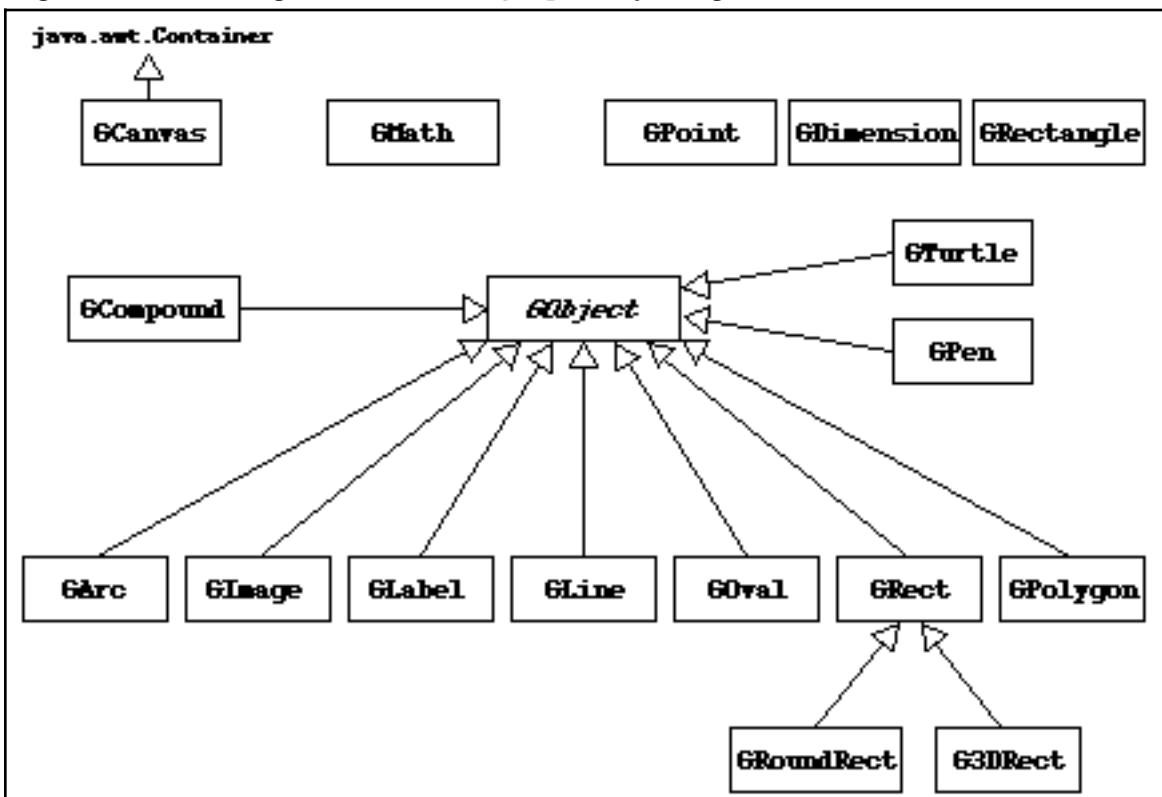 java.awt.Container
GCanvas
GMath
GPoint
GDimension
GRectangle
GTurtle
GCompound
GObject
GPen
GArc
GImage
GLabel
GLine
GOval
GRect
GPolygon
GRoundRect
G3DRect